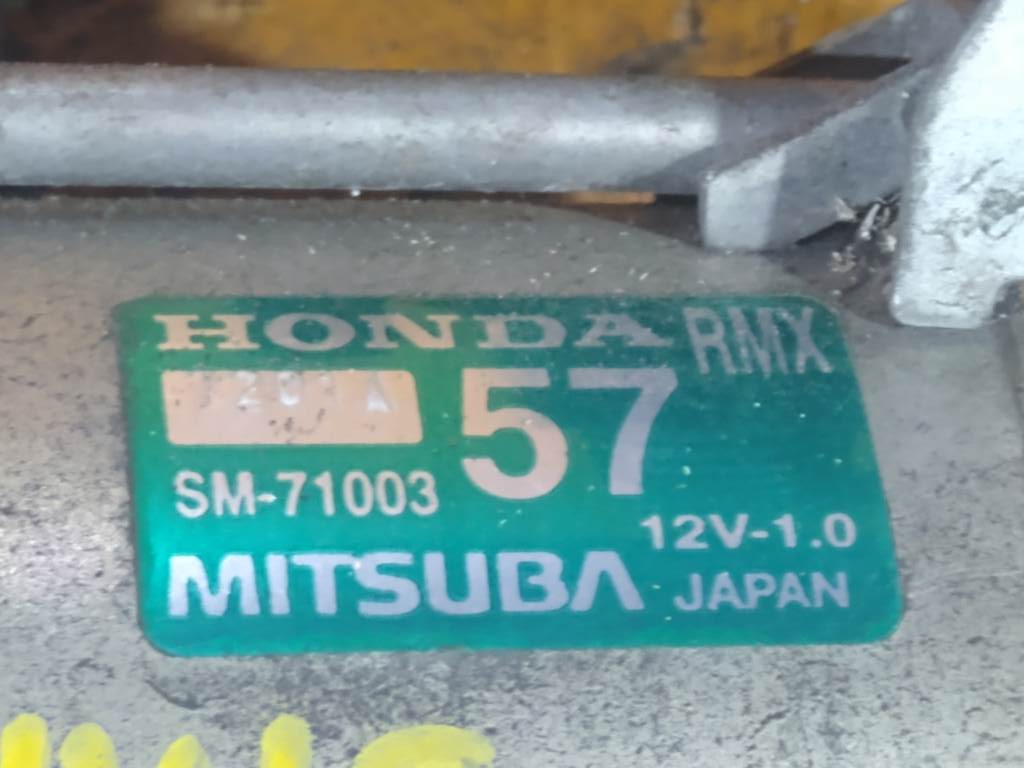 HONDA RMX
57
SM-71003
12V-1.0
MITSUBA JAPAN